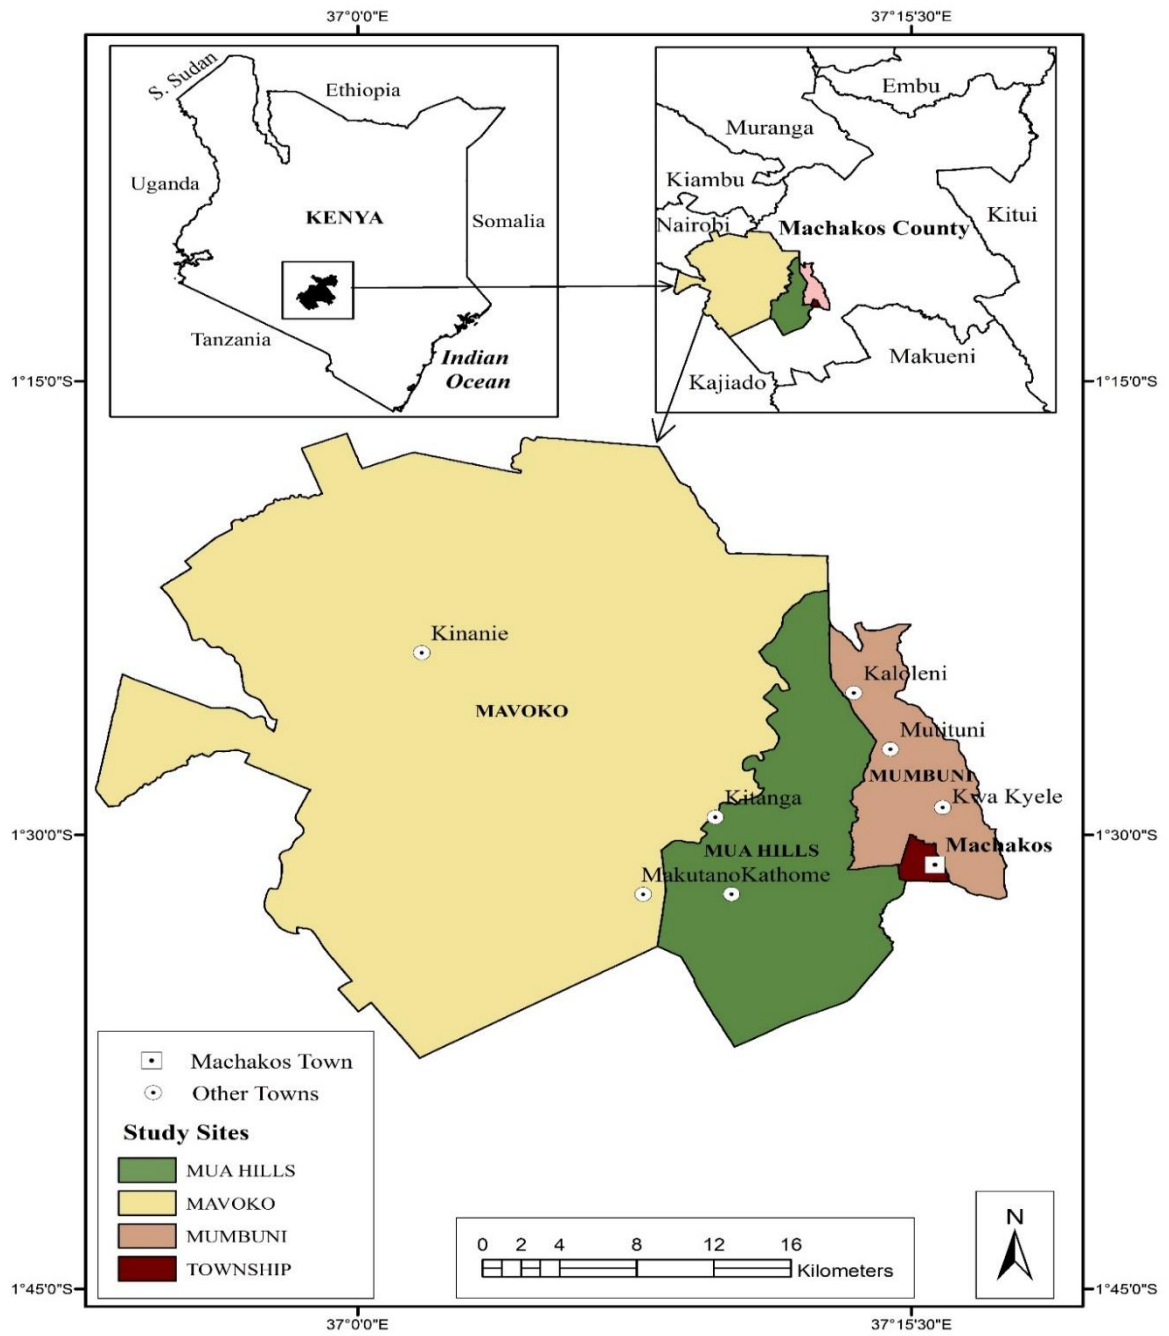 37°0'0"E
37°15'30"E
S. Sudan
Ethiopia
Uganda
KENYA
Somalia
Tanzania
Indian
Ocean
Embu
Muranga
Kiambu
Nairobi
Machakos County
Kitui
Makueni
Kajiado
1°15'0"S
1°15'0"S
Kinanie
MAVOKO
Kaloleni
Mutituni
MUMBUNI
Kitanga
Kwa Kyele
1°30'0"S
1°30'0"S
MUA HILLS
Machakos
Makutano
Kathome
Machakos Town
Other Towns
Study Sites
MUA HILLS
MAVOKO
MUMBUNI
TOWNSHIP
0 2 4 8 12 16
Kilometers
N
1°45'0"S
1°45'0"S
37°0'0"E
37°15'30"E